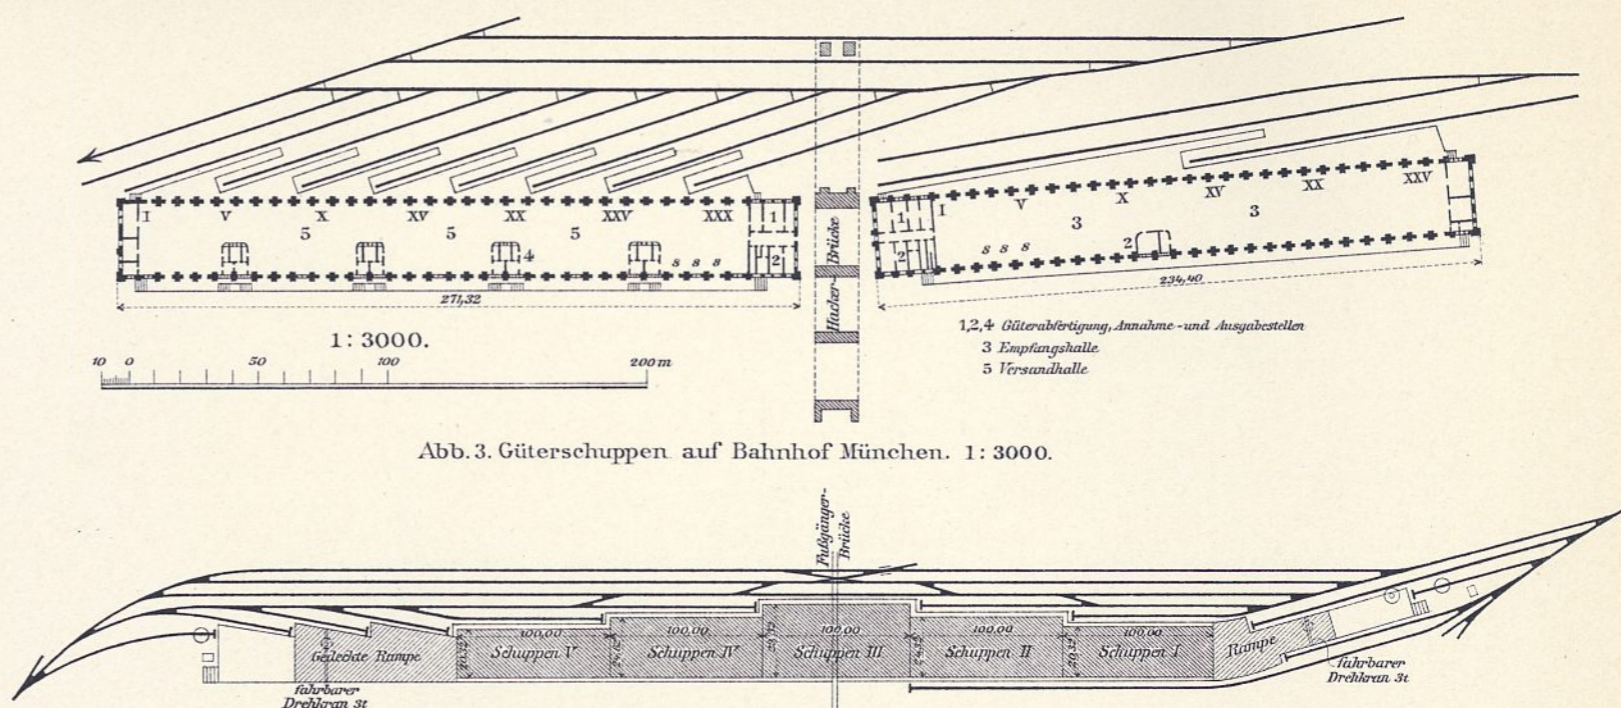 I V X XV XX XXV XXX 1
5 5 5
4 s s s 2
271,32
Hacker-Brücke
1 I V X XV XX XXV
3 3
2 s s s 2
234,40
1:3000.
10 0 50 100 200 m
1,2,4 Güterabfertigung, Annahme- und Ausgabestellen
3 Empfangshalle
5 Versandhalle
Abb. 3. Güterschuppen auf Bahnhof München. 1:3000.
Fußgänger-
Brücke
100,00 100,00 100,00 100,00 100,00
Gedeckte Rampe Schuppen V Schuppen IV Schuppen III Schuppen II Schuppen I Rampe
fahrbarer
Drehkran 3t
fahrbarer
Drehkran 3t